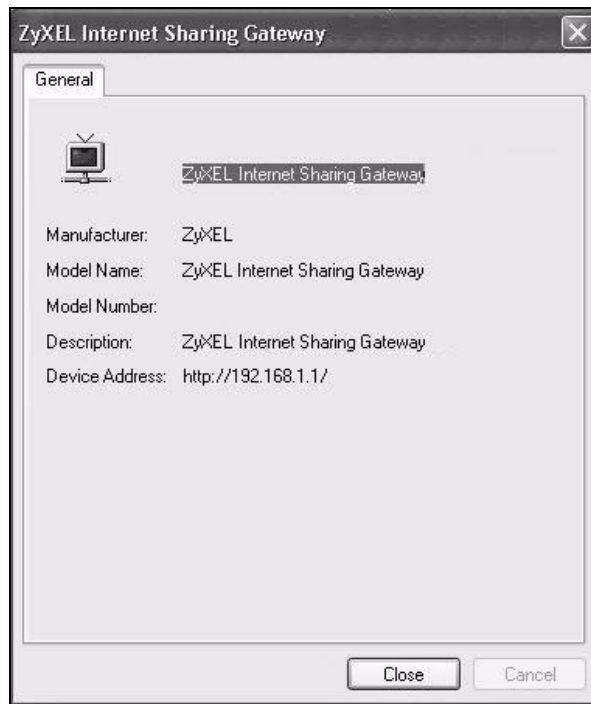 ZyXEL Internet Sharing Gateway
General
ZyXEL Internet Sharing Gateway
Manufacturer: ZyXEL
Model Name: ZyXEL Internet Sharing Gateway
Model Number:
Description: ZyXEL Internet Sharing Gateway
Device Address: http://192.168.1.1/
Close Cancel